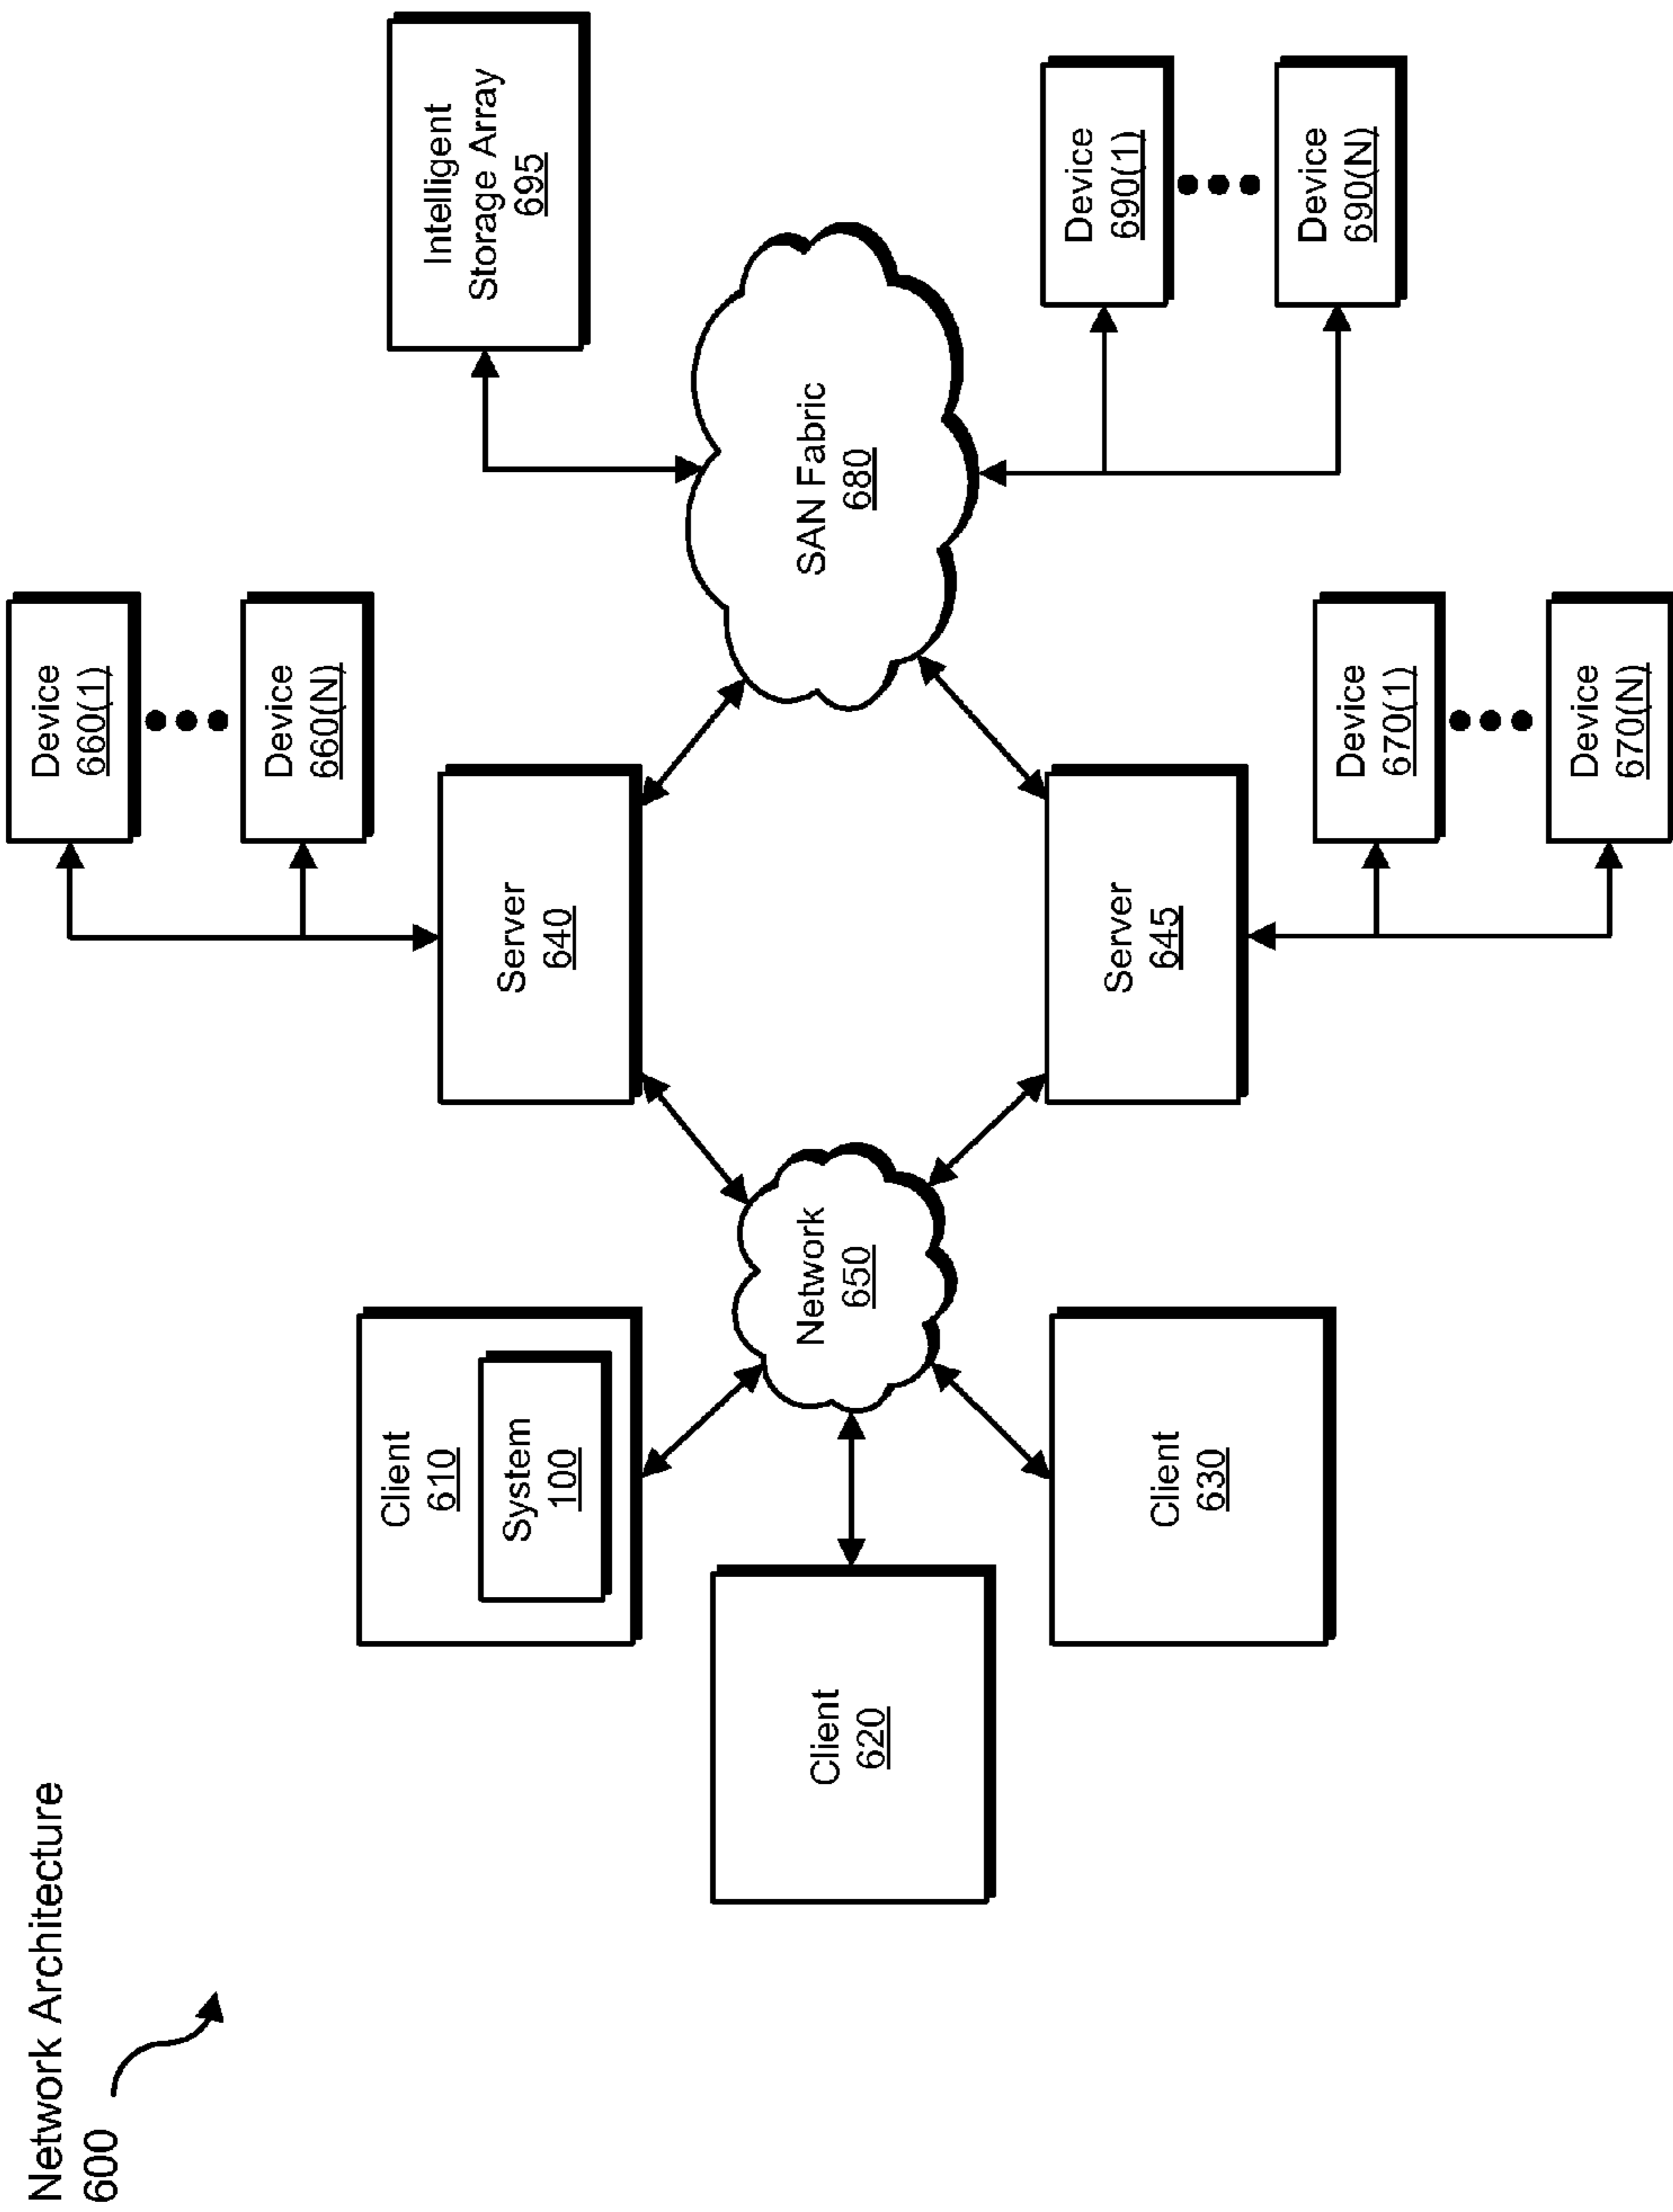 Network Architecture
600
Client
610
System
100
Client
620
Client
630
Network
650
Server
640
Server
645
Device
660(1)
Device
660(N)
Device
670(1)
Device
670(N)
SAN Fabric
680
Intelligent
Storage Array
695
Device
690(1)
Device
690(N)